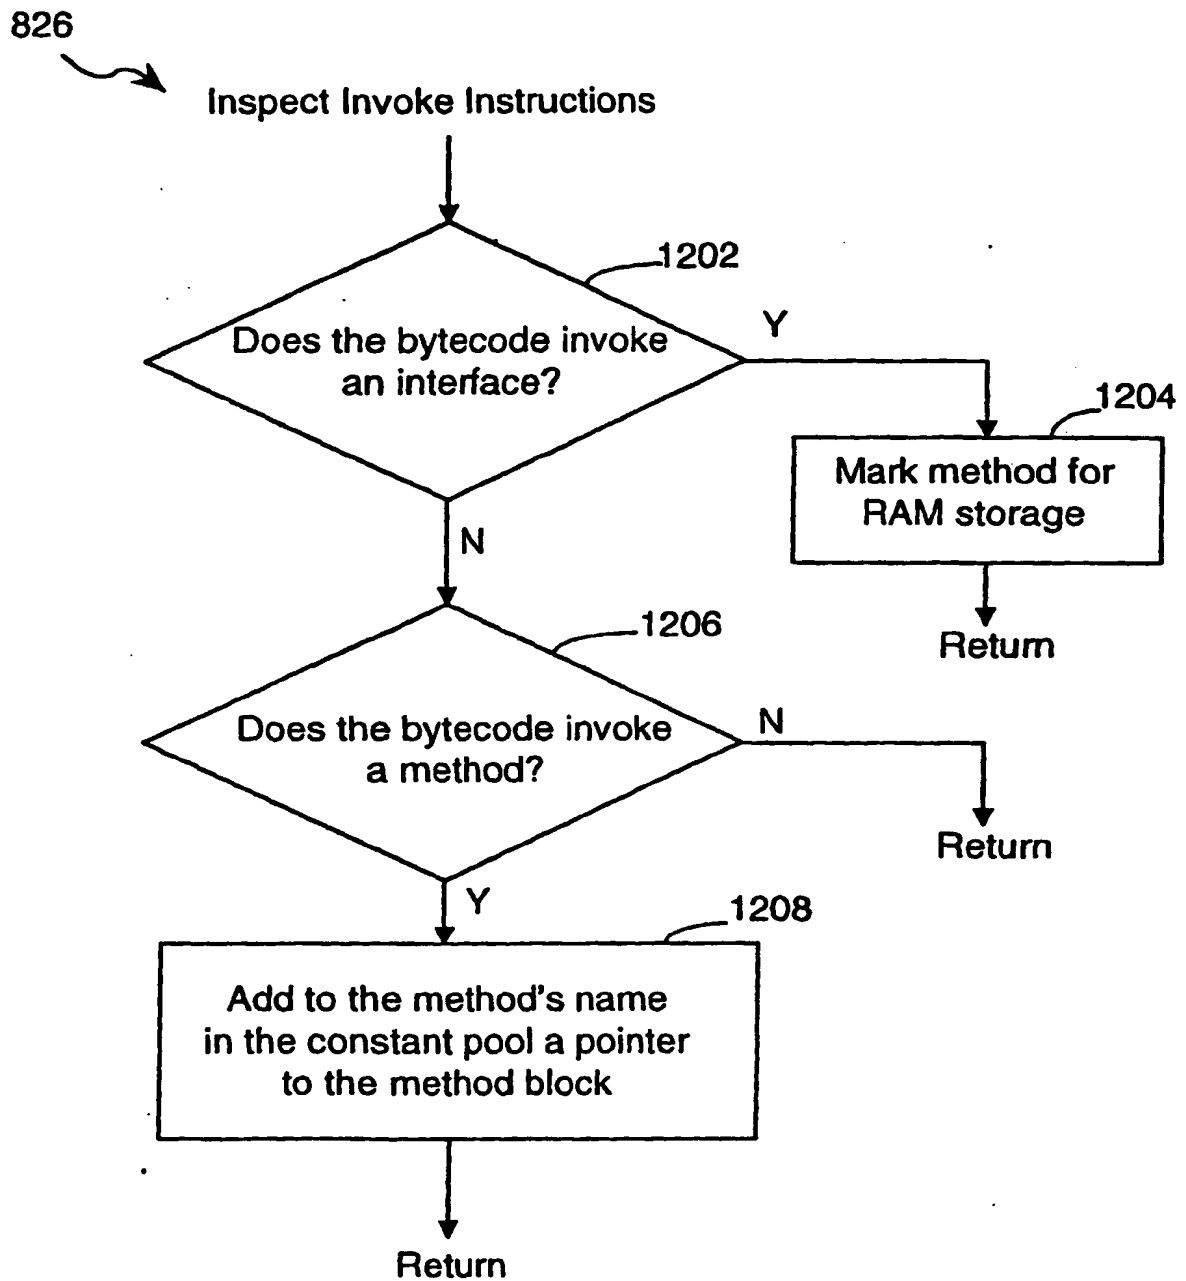 826
Inspect Invoke Instructions
1202
Does the bytecode invoke
an interface?
Y
1204
Mark method for
RAM storage
Return
N
1206
Does the bytecode invoke
a method?
N
Return
Y
1208
Add to the method's name
in the constant pool a pointer
to the method block
Return